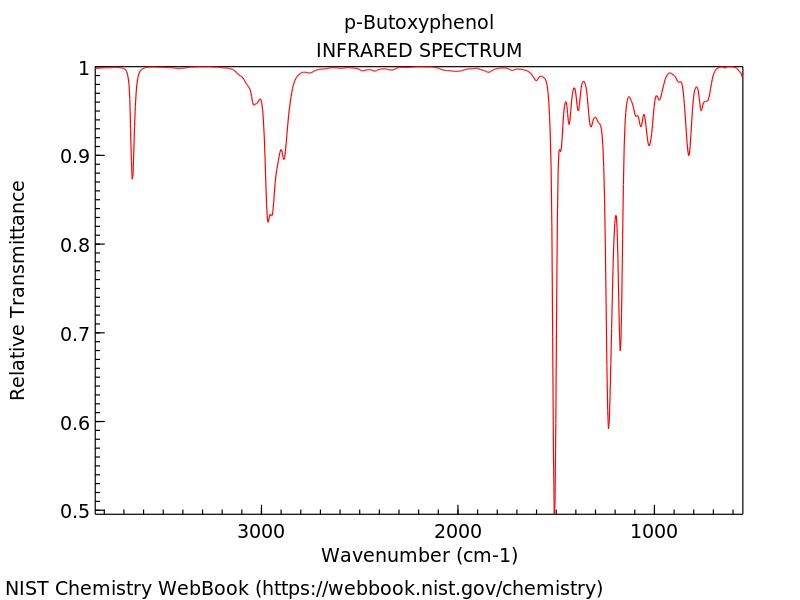 p-Butoxyphenol
INFRARED SPECTRUM
1
0.9
0.8
0.7
0.6
0.5
Relative Transmittance
3000 2000 1000
Wavenumber (cm-1)
NIST Chemistry WebBook (https://webbook.nist.gov/chemistry)